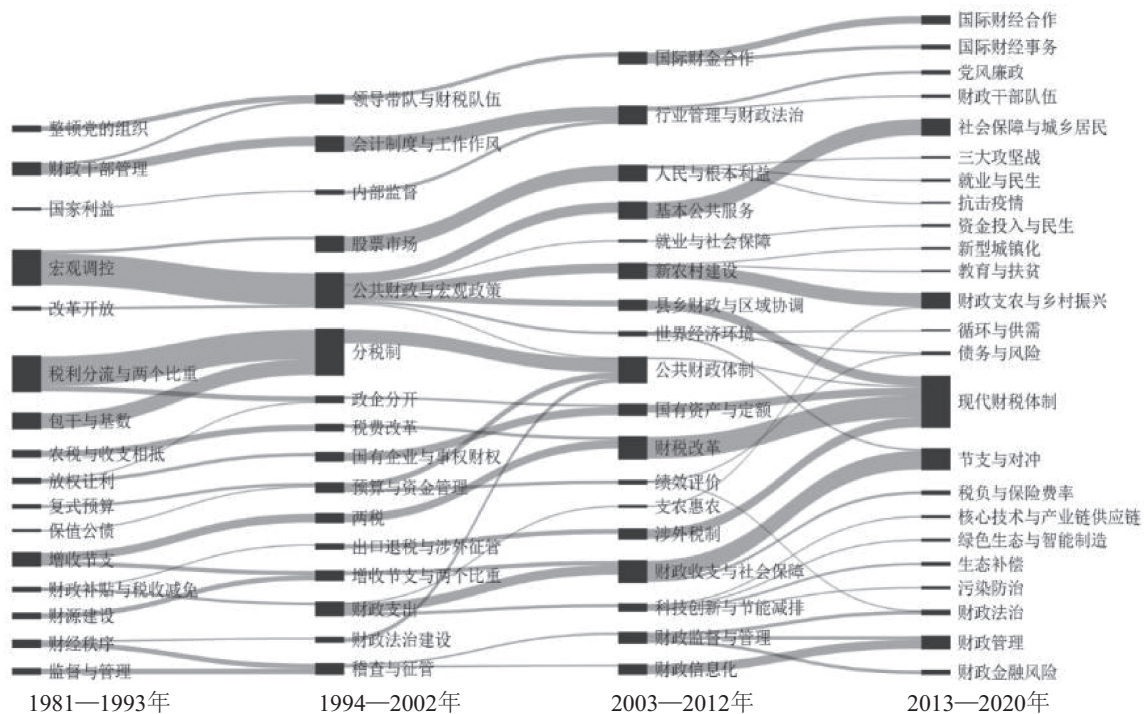 整顿党的组织
财政干部管理
国家利益
宏观调控
改革开放
税利分流与两个比重
包干与基数
农税与收支相抵
放权让利
复式预算
保值公债
增收节支
财政补贴与税收减免
财源建设
财经秩序
监督与管理
1981—1993年
领导带队与财税队伍
会计制度与工作作风
内部监督
股票市场
公共财政与宏观政策
分税制
政企分开
税费改革
国有企业与事权财权
预算与资金管理
两税
出口退税与涉外征管
增收节支与两个比重
财政支出
财政法治建设
稽查与征管
1994—2002年
国际财金合作
行业管理与财政法治
人民与根本利益
基本公共服务
就业与社会保障
新农村建设
县乡财政与区域协调
世界经济环境
公共财政体制
国有资产与定额
财税改革
绩效评价
支农惠农
涉外税制
财政收支与社会保障
科技创新与节能减排
财政监督与管理
财政信息化
2003—2012年
国际财经合作
国际财经事务
党风廉政
财政干部队伍
社会保障与城乡居民
三大攻坚战
就业与民生
抗击疫情
资金投入与民生
新型城镇化
教育与扶贫
财政支农与乡村振兴
循环与供需
债务与风险
现代财税体制
节支与对冲
税负与保险费率
核心技术与产业链供应链
绿色生态与智能制造
生态补偿
污染防治
财政法治
财政管理
财政金融风险
2013—2020年